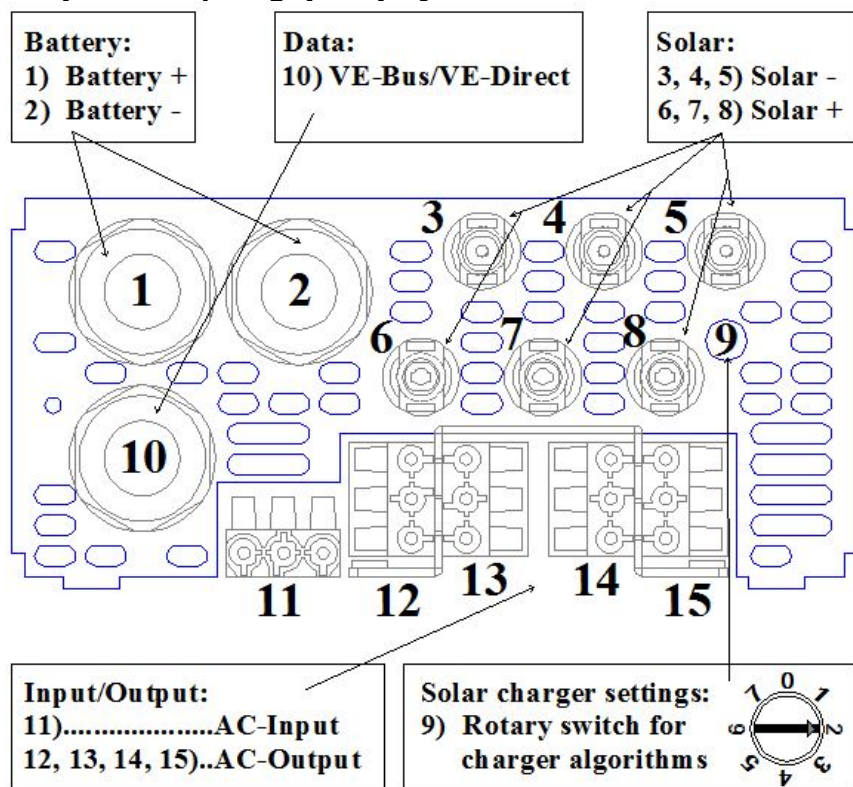 Battery:
1) Battery +
2) Battery -
Data:
10) VE-Bus/VE-Direct
Solar:
3, 4, 5) Solar -
6, 7, 8) Solar +
3
4
5
1
2
6
7
8
9
10
11
12
13
14
15
Input/Output:
11).....................AC-Input
12, 13, 14, 15)..AC-Output
Solar charger settings:
9) Rotary switch for
charger algorithms
0
1
2
3
4
5
6
7